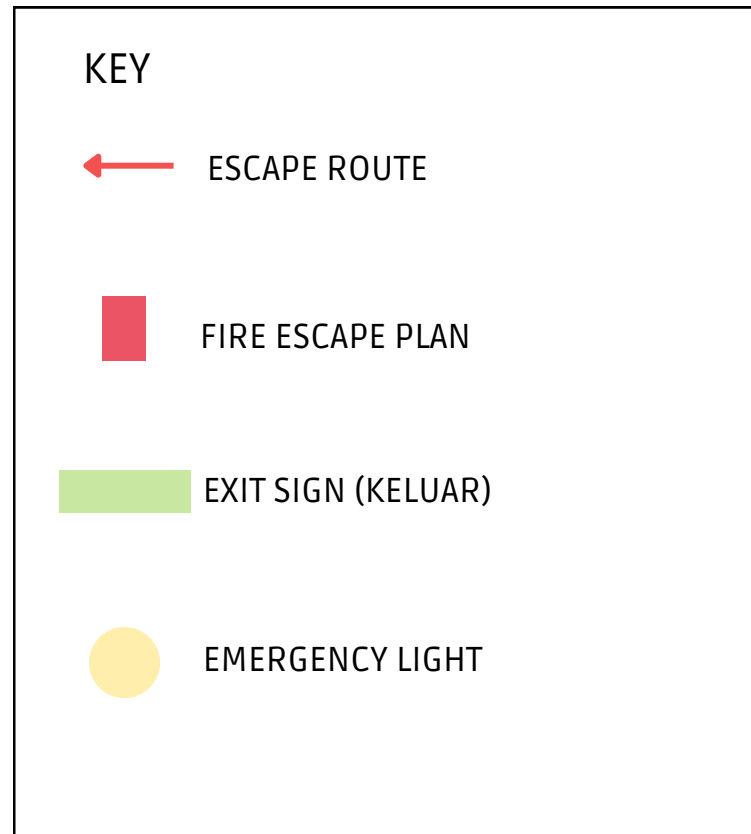 KEY
ESCAPE ROUTE
FIRE ESCAPE PLAN
EXIT SIGN (KELUAR)
EMERGENCY LIGHT